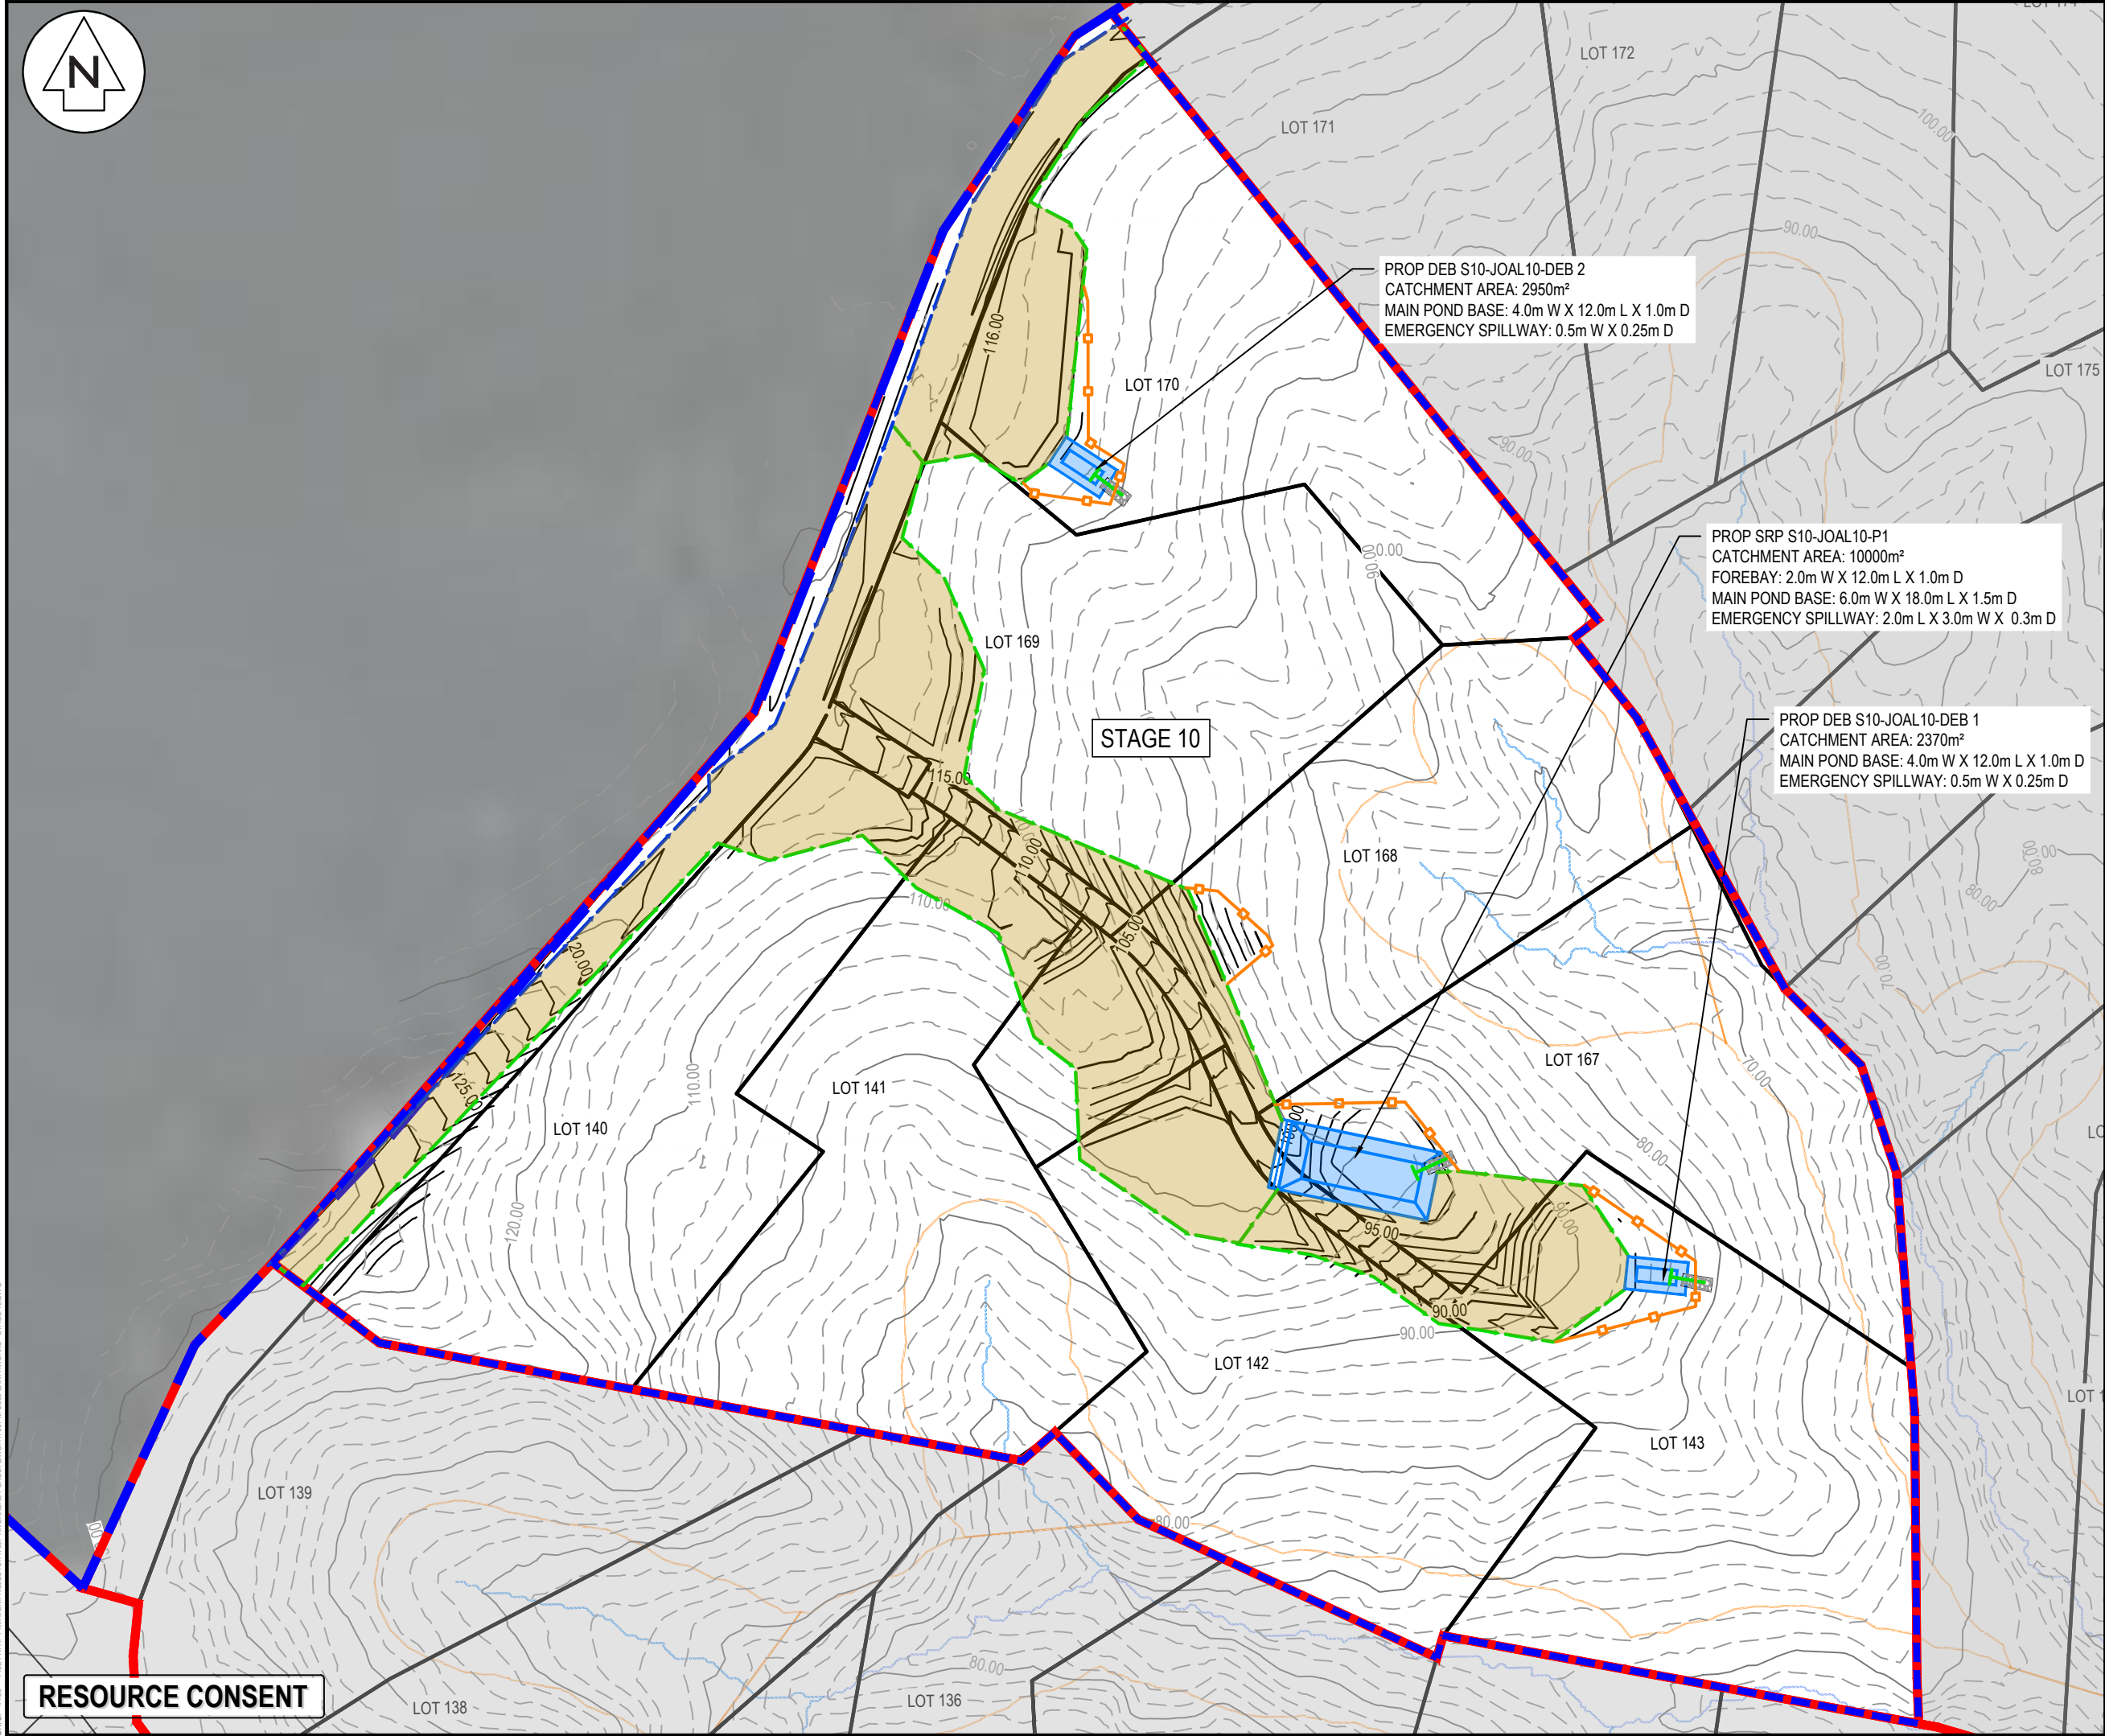 N
LOT 172
LOT 171
100.00
90.00
PROP DEB S10-JOAL10-DEB 2
CATCHMENT AREA: 2950m²
MAIN POND BASE: 4.0m W X 12.0m L X 1.0m D
EMERGENCY SPILLWAY: 0.5m W X 0.25m D
116.00
LOT 170
LOT 175
90.00
PROP SRP S10-JOAL10-P1
CATCHMENT AREA: 10000m²
FOREBAY: 2.0m W X 12.0m L X 1.0m D
MAIN POND BASE: 6.0m W X 18.0m L X 1.5m D
EMERGENCY SPILLWAY: 2.0m L X 3.0m W X 0.3m D
LOT 169
STAGE 10
PROP DEB S10-JOAL10-DEB 1
CATCHMENT AREA: 2370m²
MAIN POND BASE: 4.0m W X 12.0m L X 1.0m D
EMERGENCY SPILLWAY: 0.5m W X 0.25m D
115.00
110.00
LOT 168
80.00
110.00
105.00
20.00
LOT 167
70.00
125.00
110.00
LOT 141
LOT 140
80.00
120.00
95.00
90.00
90.00
90.00
LOT 142
LOT 143
LOT 139
80.00
80.00
LOT 136
LOT 138
RESOURCE CONSENT